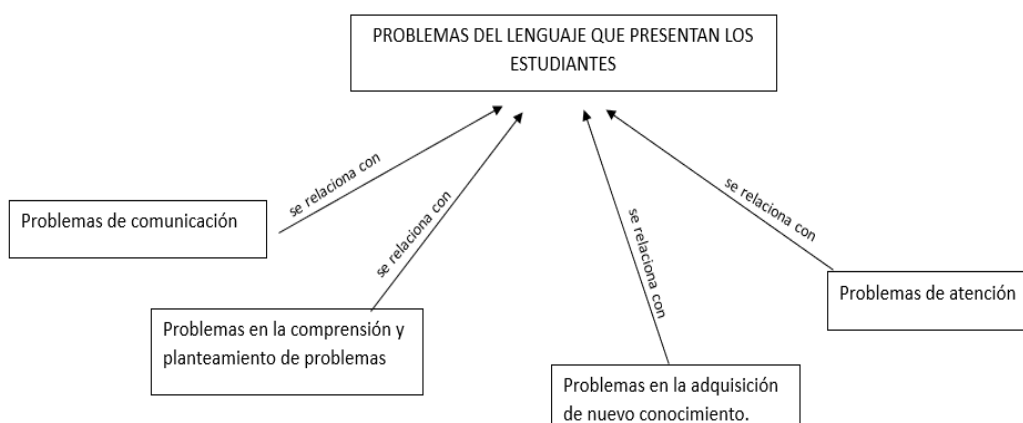 PROBLEMAS DEL LENGUAJE QUE PRESENTAN LOS
ESTUDIANTES
se relaciona con
se relaciona con
se relaciona con
se relaciona con
Problemas de comunicación
Problemas de atención
Problemas en la comprensión y
planteamiento de problemas
Problemas en la adquisición
de nuevo conocimiento.